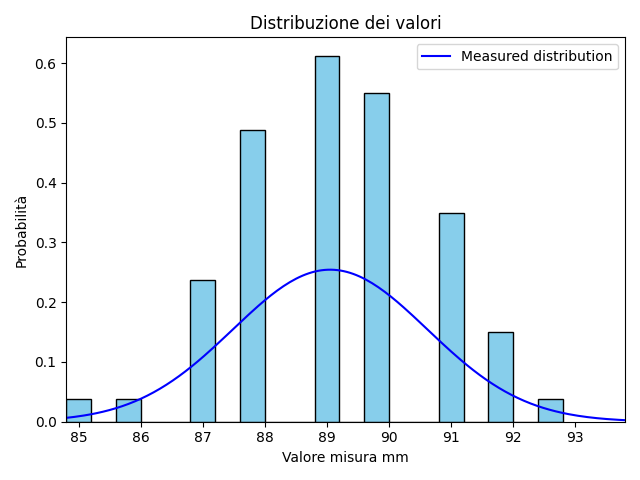 Distribuzione dei valori
Measured distribution
Probabilità
0.6
0.5
0.4
0.3
0.2
0.1
0.0
85 86 87 88 89 90 91 92 93
Valore misura mm